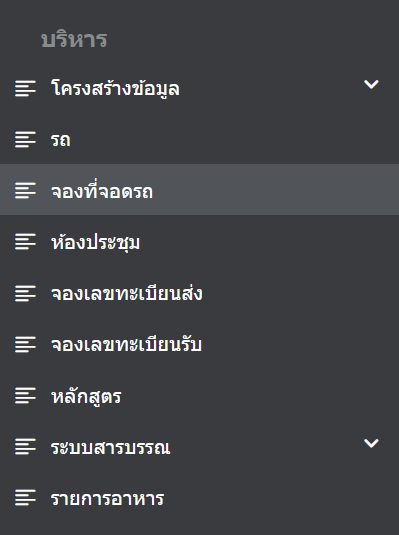 บริหาร
โครงสร้างข้อมูล
รถ
จองที่จอดรถ
ห้องประชุม
จองเลขทะเบียนส่ง
จองเลขทะเบียนรับ
หลักสูตร
ระบบสารบรรณ
รายการอาหาร